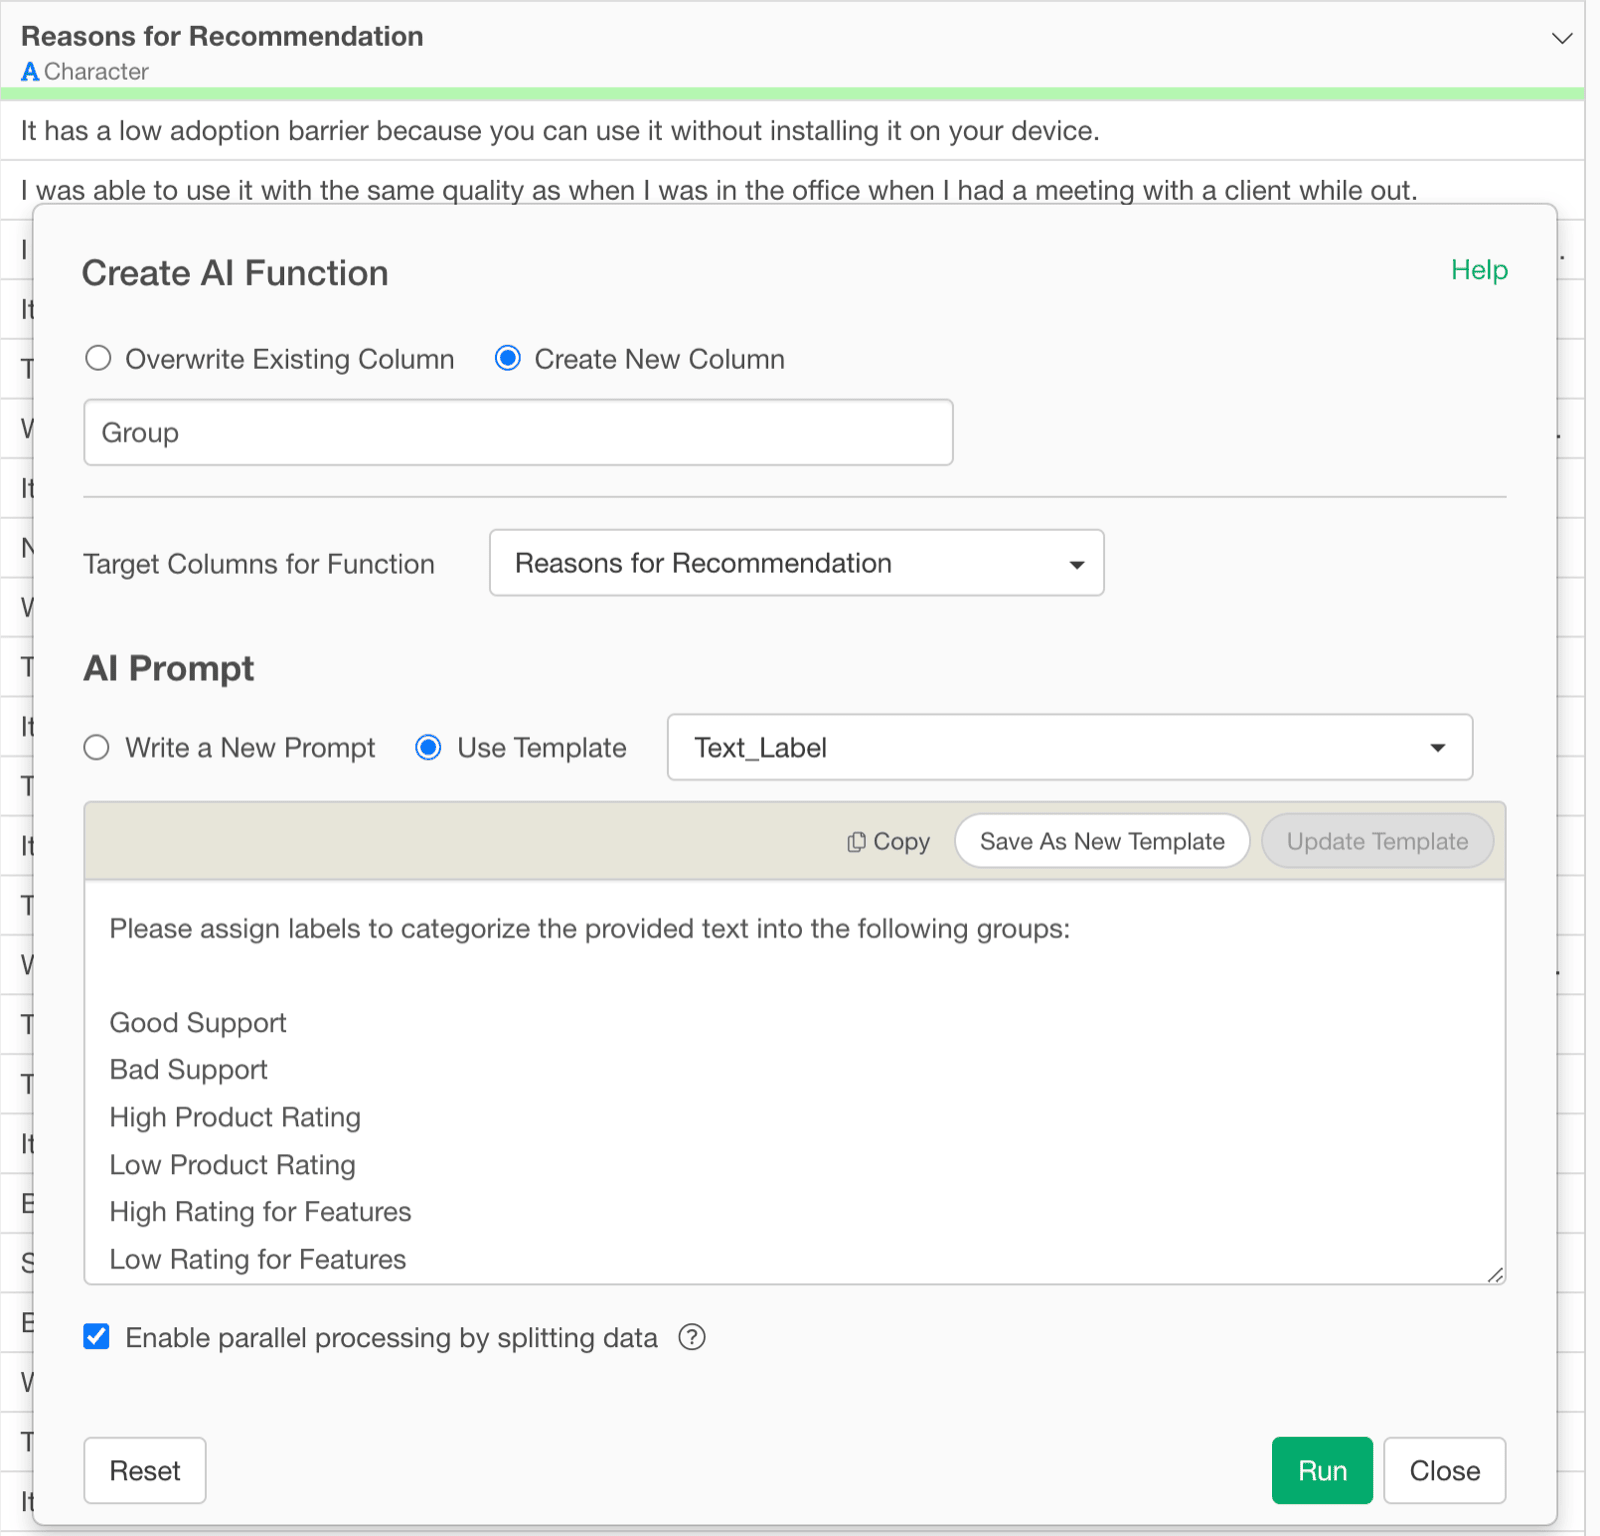 Reasons for Recommendation
A Character
It has a low adoption barrier because you can use it without installing it on your device.
I was able to use it with the same quality as when I was in the office when I had a meeting with a client while out.
Create AI Function
Help
Overwrite Existing Column
Create New Column
Group
Target Columns for Function
Reasons for Recommendation
AI Prompt
Write a New Prompt
Use Template
Text_Label
Copy
Save As New Template
Update Template
Please assign labels to categorize the provided text into the following groups:
Good Support
Bad Support
High Product Rating
Low Product Rating
High Rating for Features
Low Rating for Features
Enable parallel processing by splitting data ?
Reset
Run
Close